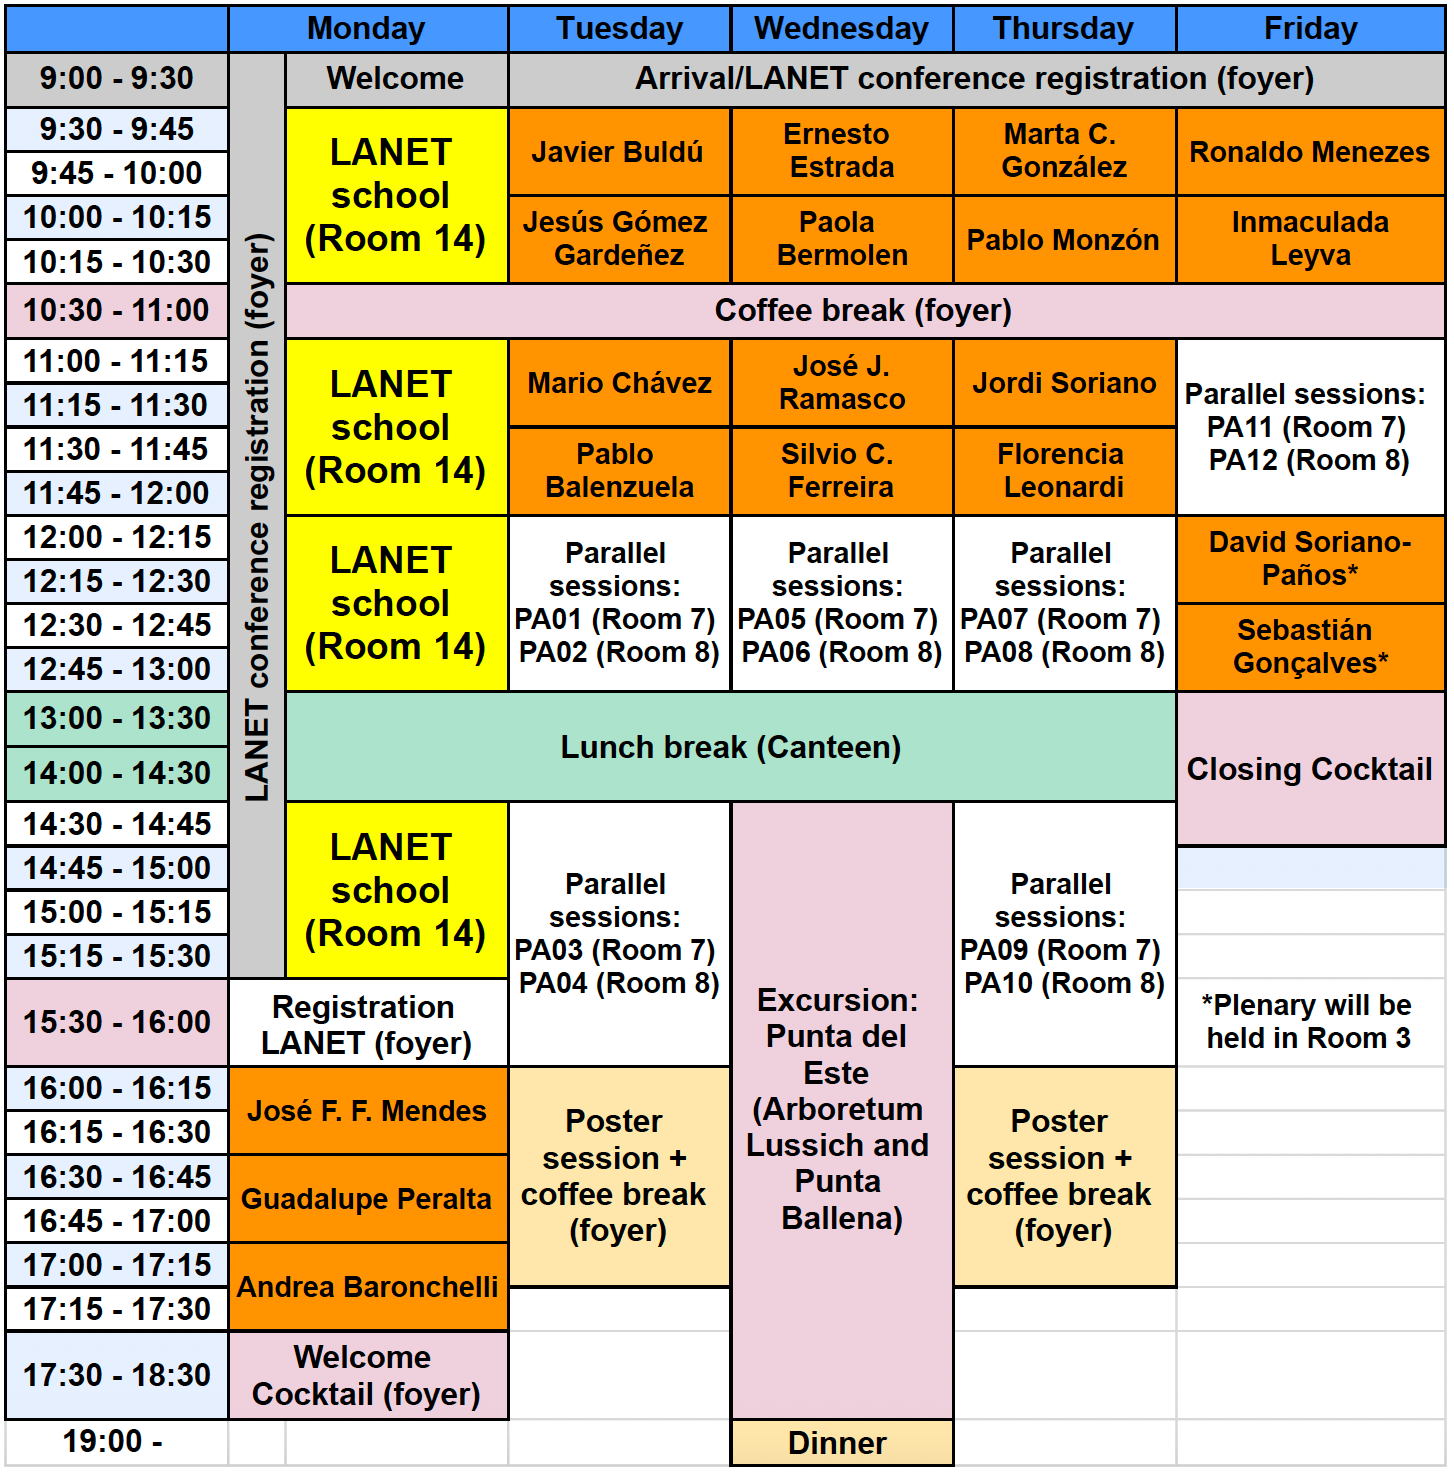 Monday
Tuesday
Wednesday
Thursday
Friday
9:00 - 9:30
LANET conference registration (foyer)
Welcome
Arrival/LANET conference registration (foyer)
9:30 - 9:45
9:45 - 10:00
LANET
school
(Room 14)
Javier Buldú
Ernesto
Estrada
Marta C.
González
Ronaldo Menezes
10:00 - 10:15
10:15 - 10:30
Jesús Gómez
Gardeñez
Paola
Bermolen
Pablo Monzón
Inmaculada
Leyva
10:30 - 11:00
Coffee break (foyer)
11:00 - 11:15
11:15 - 11:30
LANET
school
(Room 14)
Mario Chávez
José J.
Ramasco
Jordi Soriano
Parallel sessions:
PA11 (Room 7)
PA12 (Room 8)
11:30 - 11:45
11:45 - 12:00
Pablo
Balenzuela
Silvio C.
Ferreira
Florencia
Leonardi
12:00 - 12:15
12:15 - 12:30
LANET
school
(Room 14)
Parallel
sessions:
PA01 (Room 7)
PA02 (Room 8)
Parallel
sessions:
PA05 (Room 7)
PA06 (Room 8)
Parallel
sessions:
PA07 (Room 7)
PA08 (Room 8)
David Soriano-
Paños*
12:30 - 12:45
12:45 - 13:00
Sebastián
Gonçalves*
13:00 - 13:30
14:00 - 14:30
Lunch break (Canteen)
Closing Cocktail
14:30 - 14:45
14:45 - 15:00
15:00 - 15:15
15:15 - 15:30
LANET
school
(Room 14)
Parallel
sessions:
PA03 (Room 7)
PA04 (Room 8)
Excursion:
Punta del
Este
(Arboretum
Lussich and
Punta
Ballena)
Parallel
sessions:
PA09 (Room 7)
PA10 (Room 8)
15:30 - 16:00
Registration
LANET (foyer)
*Plenary will be
held in Room 3
16:00 - 16:15
16:15 - 16:30
José F. F. Mendes
Poster
session +
coffee break
(foyer)
Poster
session +
coffee break
(foyer)
16:30 - 16:45
16:45 - 17:00
Guadalupe Peralta
17:00 - 17:15
17:15 - 17:30
Andrea Baronchelli
17:30 - 18:30
Welcome
Cocktail (foyer)
19:00 -
Dinner